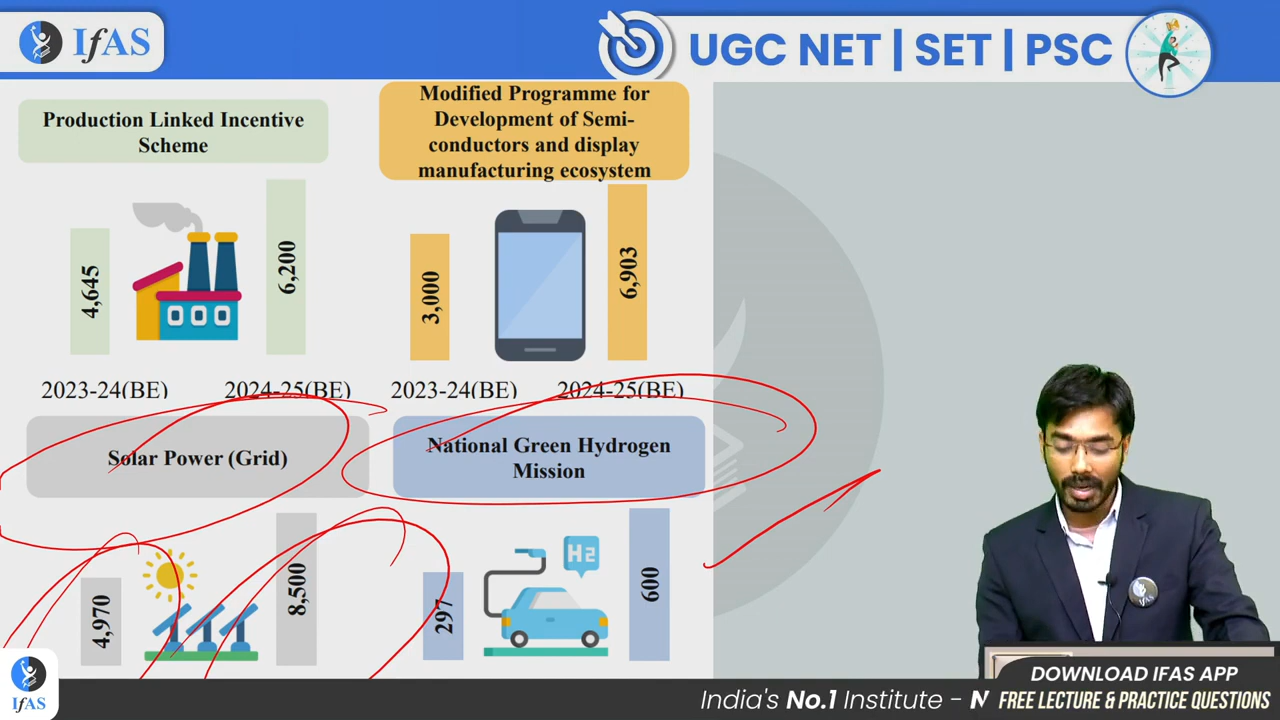 IfAS
UGC NET | SET | PSC
Production Linked Incentive
Scheme
Modified Programme for
Development of Semi-
conductors and display
manufacturing ecosystem
4,645
6,200
3,000
6,903
2023-24(BE)
2024-25(BE)
2023-24(BE)
2024-25(BE)
Solar Power (Grid)
National Green Hydrogen
Mission
4,970
8,500
H2
297
600
IfAS
IfAS
DOWNLOAD IFAS APP
India's No.1 Institute - N
FREE LECTURE & PRACTICE QUESTIONS